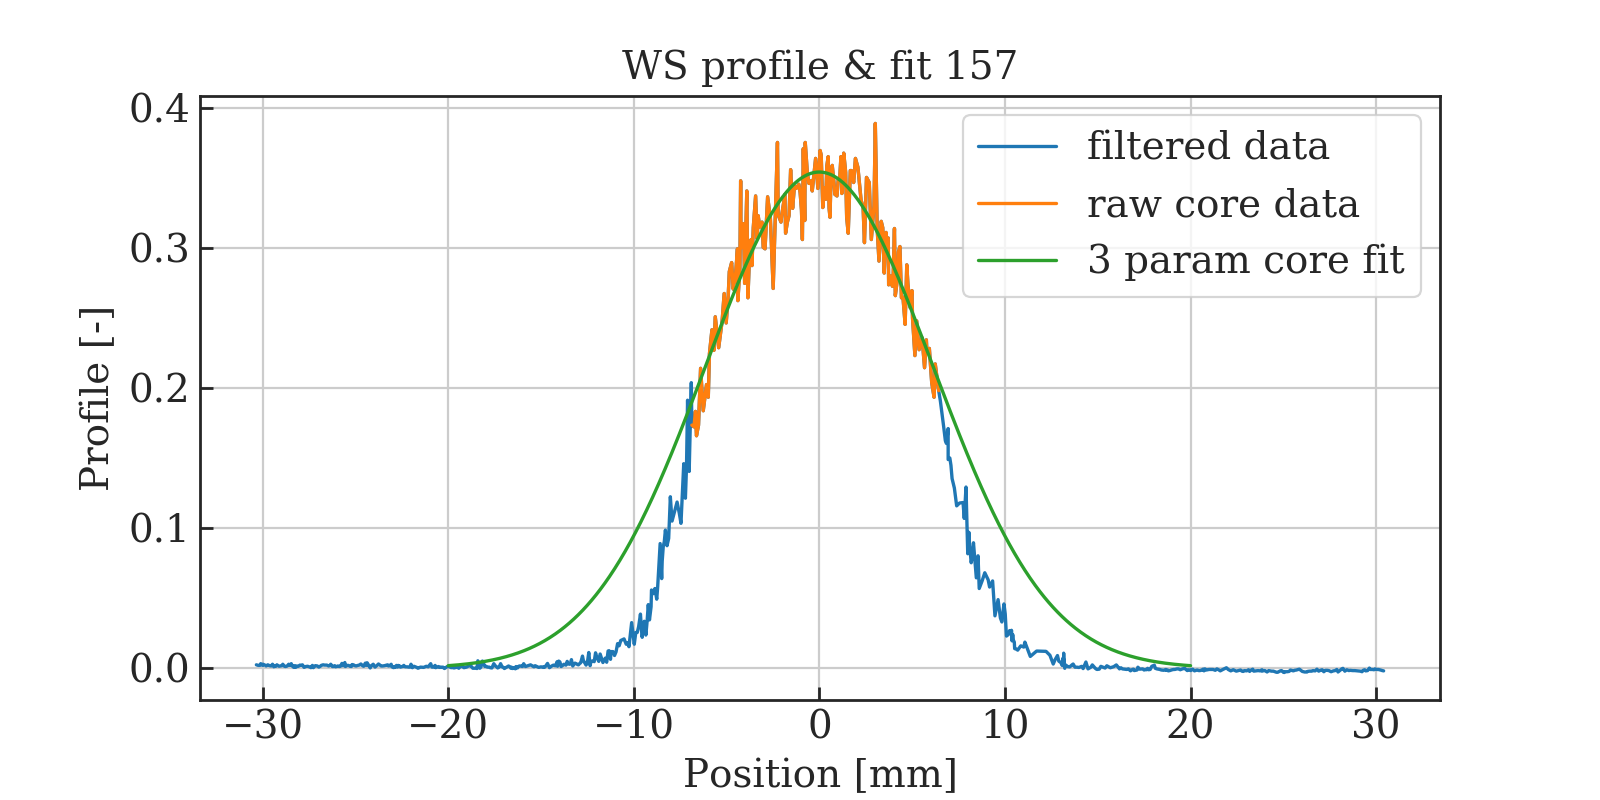 WS profile & fit 157
0.4
0.3
0.2
0.1
0.0
Profile [-]
filtered data
raw core data
3 param core fit
−30 −20 −10 0 10 20 30
Position [mm]